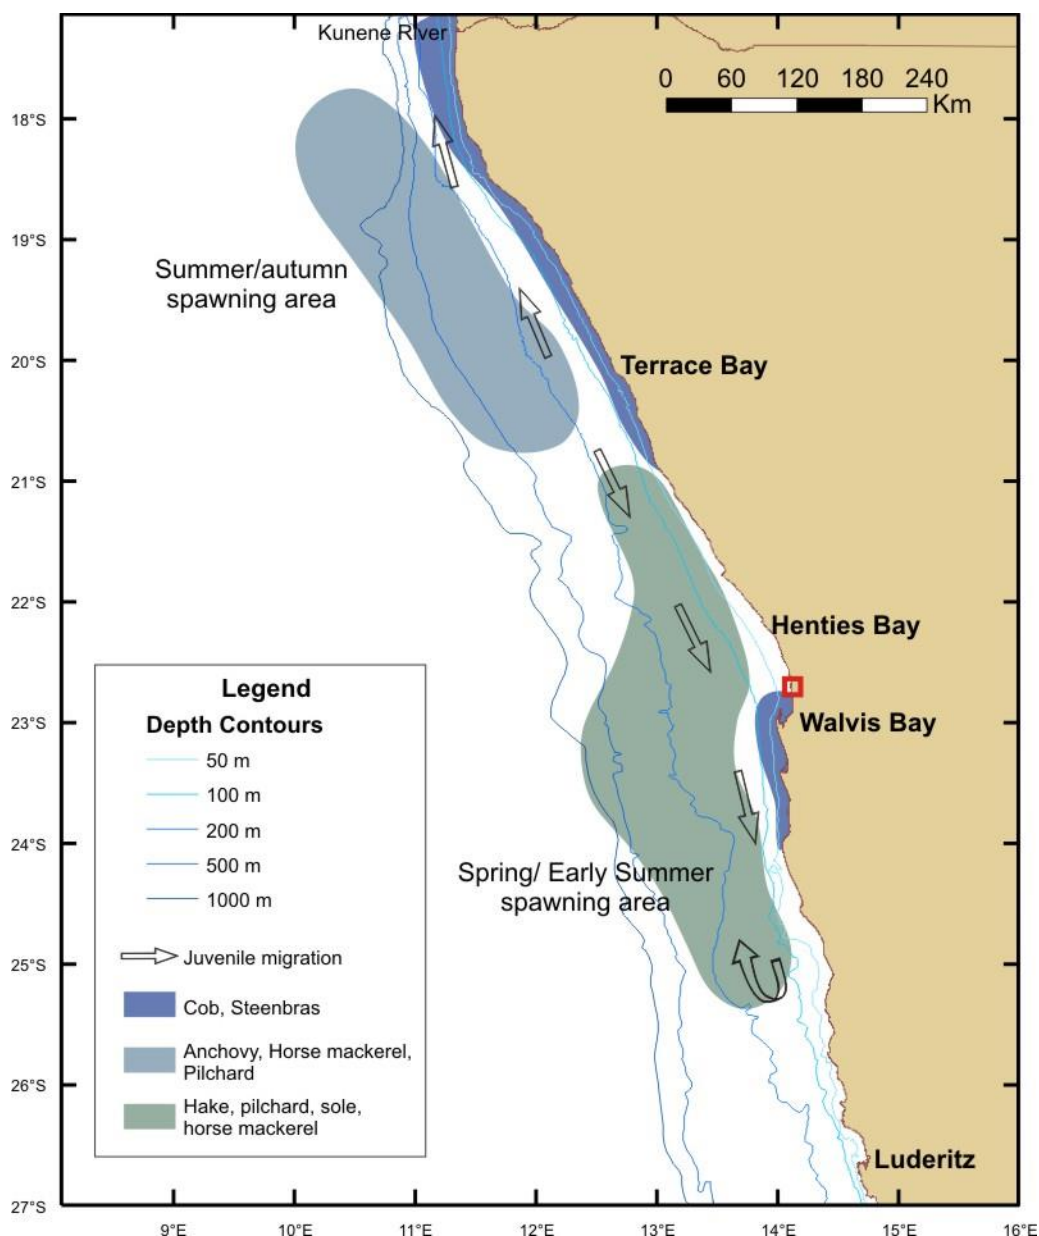 Kunene River
0 60 120 180 240
Km
18°S
19°S
Summer/autumn
spawning area
20°S
Terrace Bay
21°S
22°S
Henties Bay
Legend
Depth Contours
23°S
Walvis Bay
50 m
100 m
200 m
24°S
500 m
Spring/ Early Summer
spawning area
1000 m
Juvenile migration
25°S
Cob, Steenbras
Anchovy, Horse mackerel,
Pilchard
26°S
Hake, pilchard, sole,
horse mackerel
Luderitz
27°S
9°E 10°E 11°E 12°E 13°E 14°E 15°E 16°E